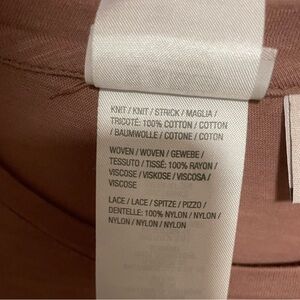 KNIT / KNIT / STRICK / MAGLIA /
TRICOTÉ: 100% COTTON / COTTON
/ BAUMWOLLE / COTONE / COTON
WOVEN / WOVEN / GEWEBE /
TESSUTO / TISSÉ: 100% RAYON /
VISCOSE / VISKOSE / VISCOSA /
VISCOSE
LACE / LACE / SPITZE / PIZZO /
DENTELLE: 100% NYLON / NYLON /
NYLON / NYLON / NYLON